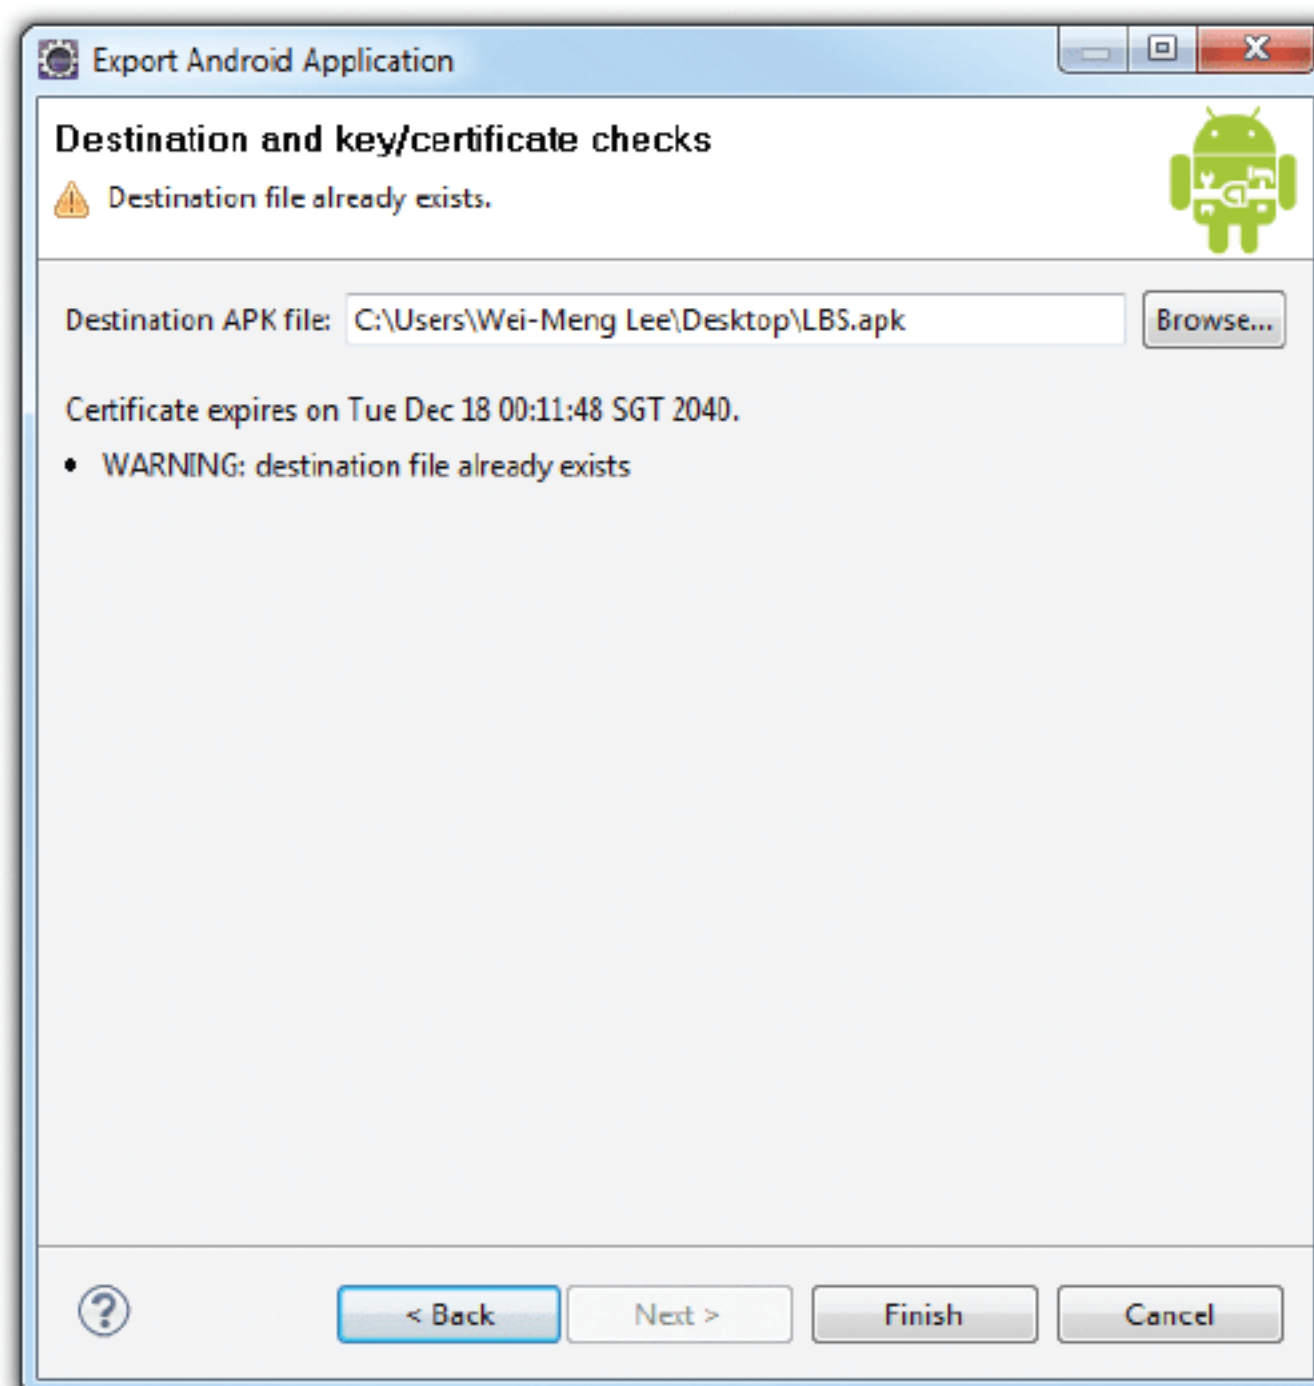 Export Android Application
Destination and key/certificate checks
Destination file already exists.
Destination APK file: C:\Users\Wei-Meng Lee\Desktop\LBS.apk Browse...
Certificate expires on Tue Dec 18 00:11:48 SGT 2040.
• WARNING: destination file already exists
< Back Next > Finish Cancel